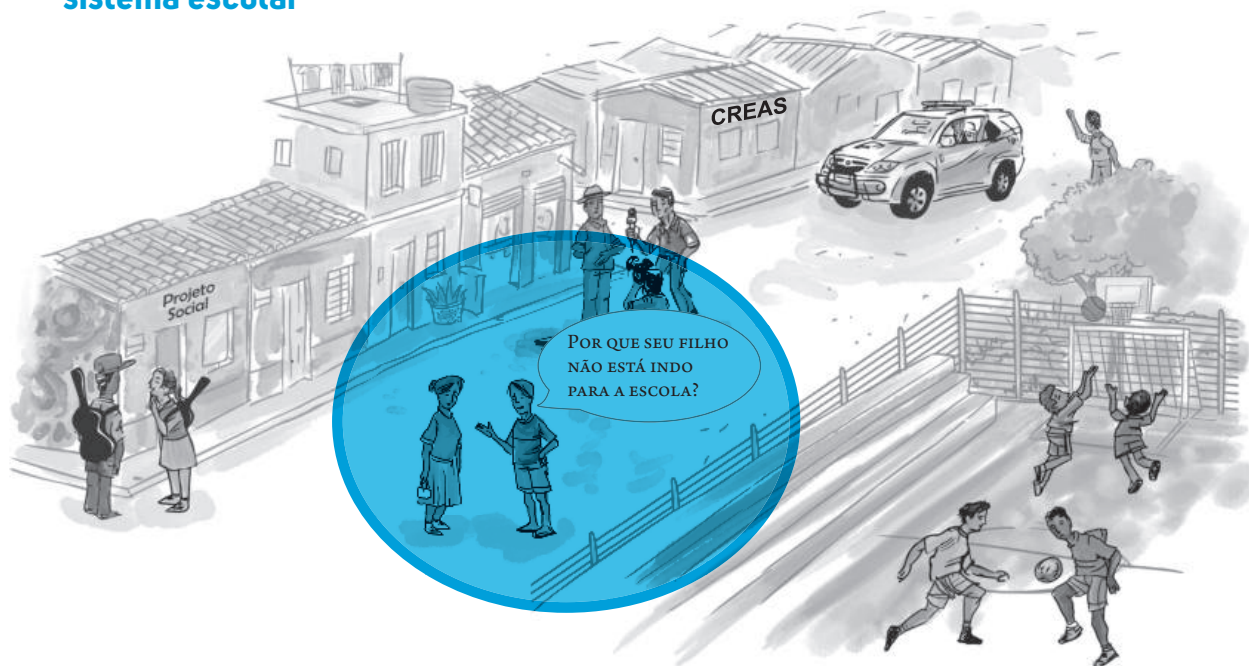 sistema escolar
CREAS
Projeto
Social
POR QUE SEU FILHO
NÃO ESTÁ INDO
PARA A ESCOLA?